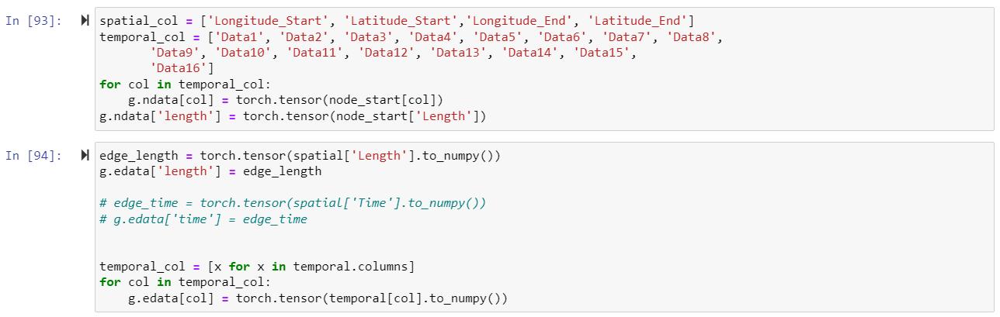 In [93]:
spatial_col = ['Longitude_Start', 'Latitude_Start','Longitude_End', 'Latitude_End']
temporal_col = ['Data1', 'Data2', 'Data3', 'Data4', 'Data5', 'Data6', 'Data7', 'Data8',
       'Data9', 'Data10', 'Data11', 'Data12', 'Data13', 'Data14', 'Data15',
       'Data16']
for col in temporal_col:
    g.ndata[col] = torch.tensor(node_start[col])
g.ndata['length'] = torch.tensor(node_start['Length'])
In [94]:
edge_length = torch.tensor(spatial['Length'].to_numpy())
g.edata['length'] = edge_length
# edge_time = torch.tensor(spatial['Time'].to_numpy())
# g.edata['time'] = edge_time
temporal_col = [x for x in temporal.columns]
for col in temporal_col:
    g.edata[col] = torch.tensor(temporal[col].to_numpy())